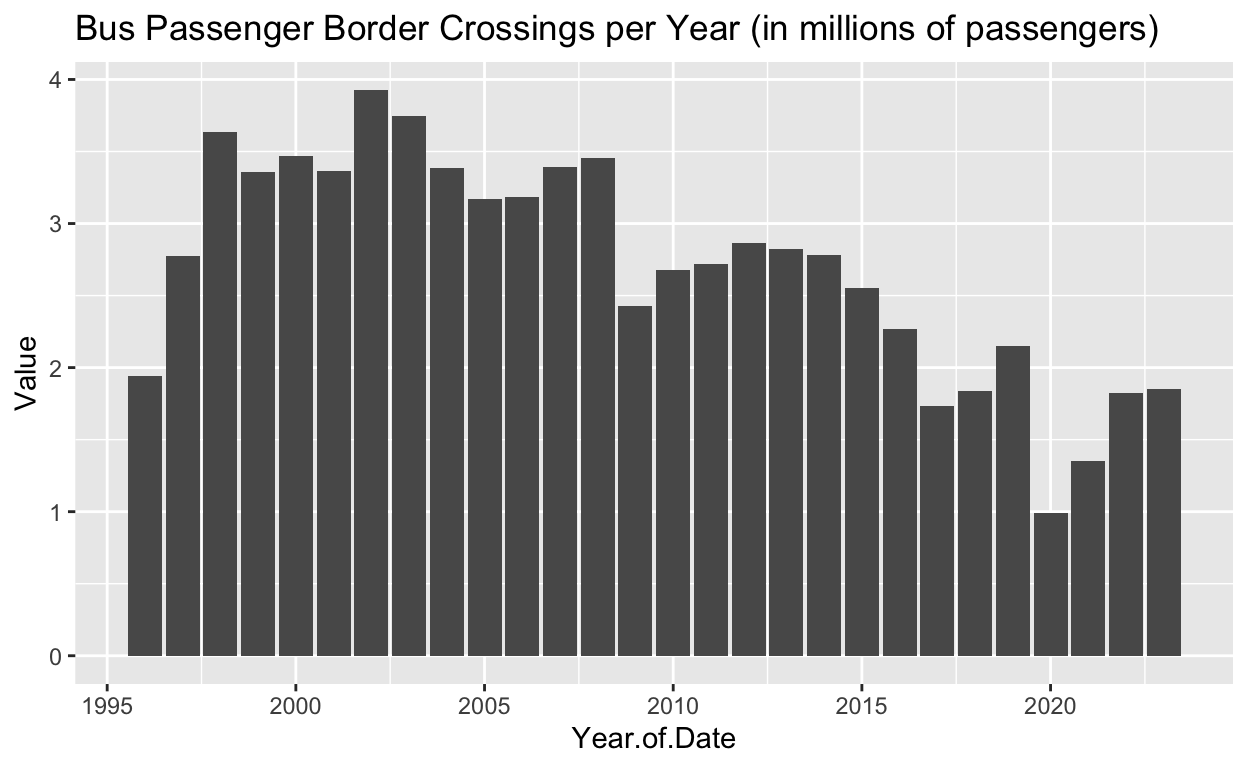 Bus Passenger Border Crossings per Year (in millions of passengers)
4
3
2
1
0
Value
1995 2000 2005 2010 2015 2020
Year.of.Date